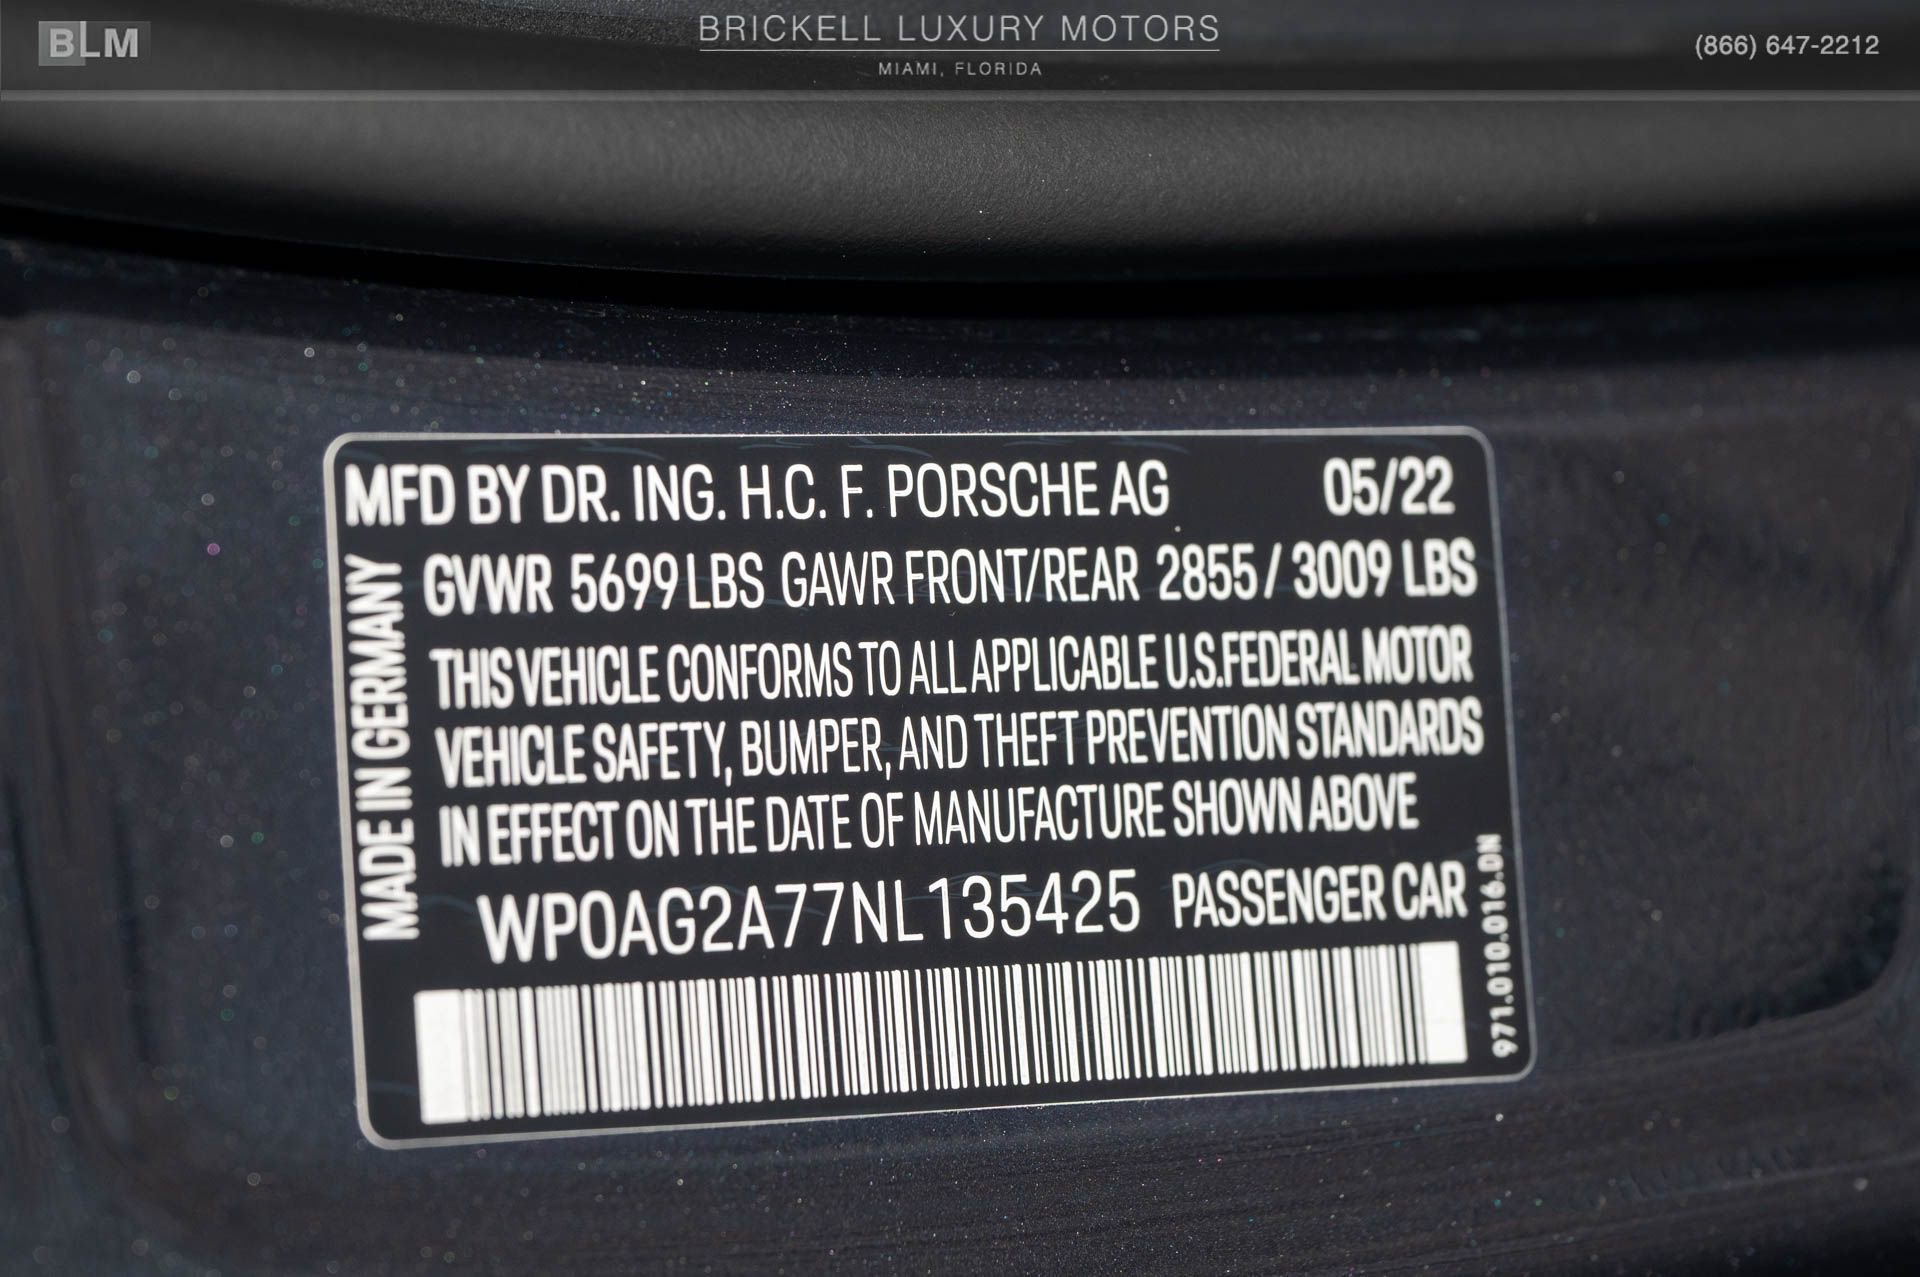 BLM
BRICKELL LUXURY MOTORS
MIAMI, FLORIDA
(866) 647-2212
MFD BY DR. ING. H.C. F. PORSCHE AG 05/22
GVWR 5699 LBS GAWR FRONT/REAR 2855 / 3009 LBS
THIS VEHICLE CONFORMS TO ALL APPLICABLE U.S.FEDERAL MOTOR
VEHICLE SAFETY, BUMPER, AND THEFT PREVENTION STANDARDS
IN EFFECT ON THE DATE OF MANUFACTURE SHOWN ABOVE
WP0AG2A77NL135425 PASSENGER CAR
MADE IN GERMANY
971.010.016.DN